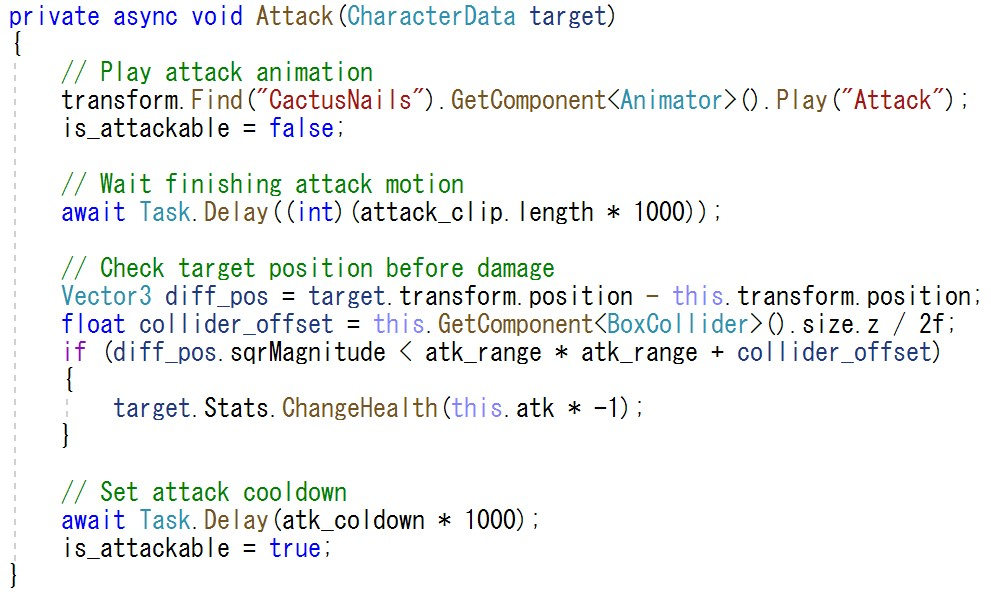 private async void Attack(CharacterData target)
{
    // Play attack animation
    transform.Find("CactusNails").GetComponent<Animator>().Play("Attack");
    is_attackable = false;

    // Wait finishing attack motion
    await Task.Delay((int)(attack_clip.length * 1000));

    // Check target position before damage
    Vector3 diff_pos = target.transform.position - this.transform.position;
    float collider_offset = this.GetComponent<BoxCollider>().size.z / 2f;
    if (diff_pos.sqrMagnitude < atk_range * atk_range + collider_offset)
    {
        target.Stats.ChangeHealth(this.atk * -1);
    }

    // Set attack cooldown
    await Task.Delay(atk_coldown * 1000);
    is_attackable = true;
}